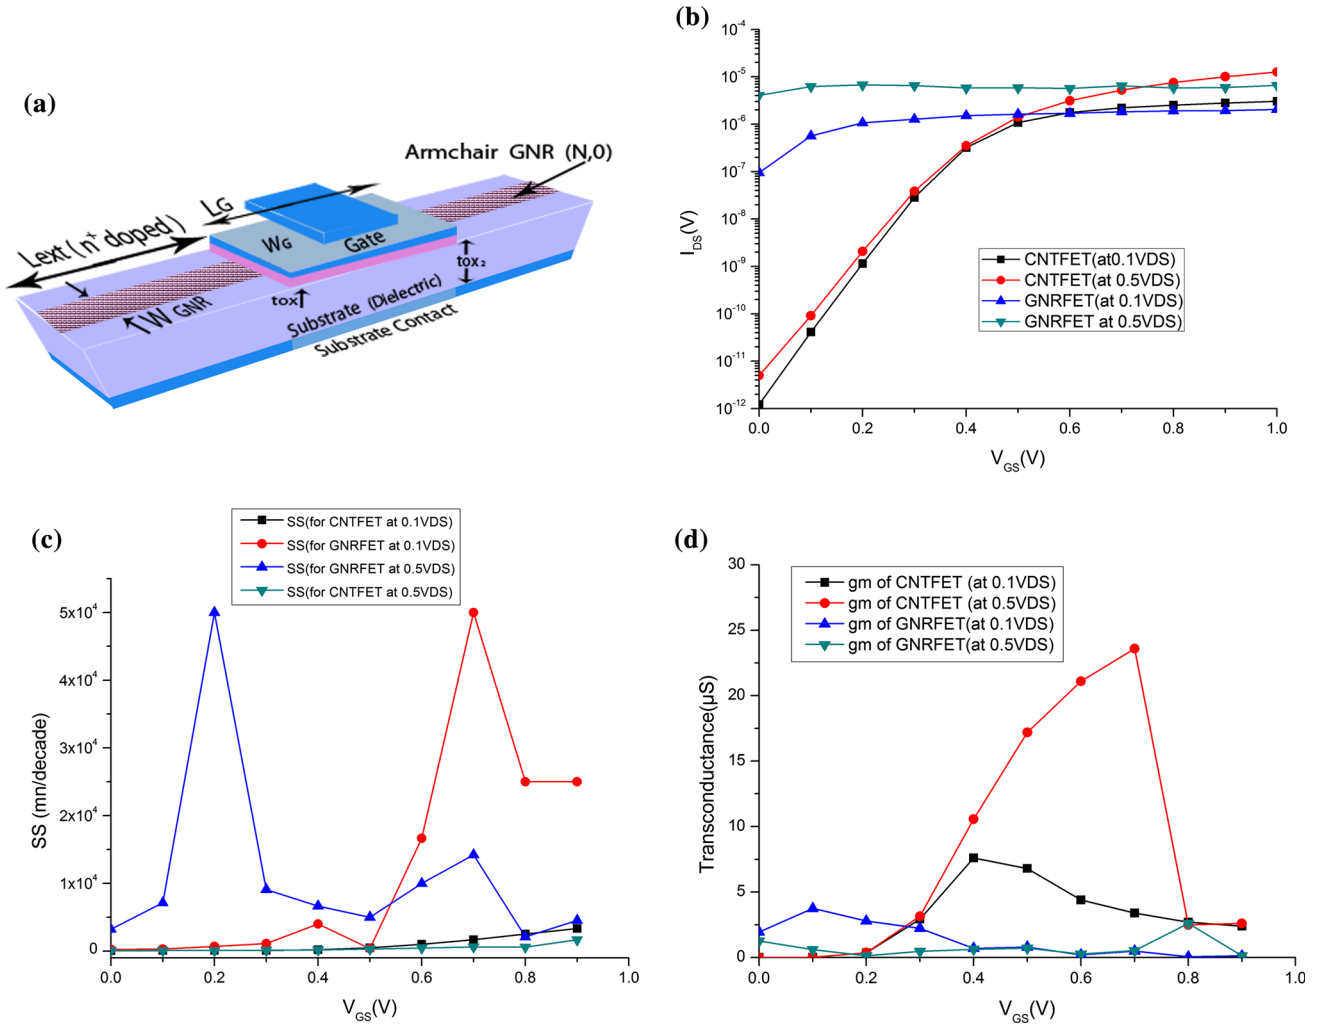 (a)
Armchair GNR (N,0)
LG
Lext (n+ doped)
WG
Gate
tox
tox2
W GNR
Substrate (Dielectric)
Substrate Contact
(b)
10-4
10-5
10-6
10-7
10-8
10-9
10-10
10-11
10-12
IDS(V)
CNTFET(at0.1VDS)
CNTFET(at 0.5VDS)
GNRFET(at 0.1VDS)
GNRFET at 0.5VDS)
0.0 0.2 0.4 0.6 0.8 1.0
VGS(V)
(c)
SS(for CNTFET at 0.1VDS)
SS(for GNRFET at 0.1VDS)
SS(for GNRFET at 0.5VDS)
SS(for CNTFET at 0.5VDS)
5x104
4x104
3x104
2x104
1x104
0
SS (mn/decade)
0.0 0.2 0.4 0.6 0.8 1.0
VGS(V)
(d)
30
25
20
15
10
5
0
Transconductance(µS)
gm of CNTFET (at 0.1VDS)
gm of CNTFET (at 0.5VDS)
gm of GNRFET(at 0.1VDS)
gm of GNRFET(at 0.5VDS)
0.0 0.2 0.4 0.6 0.8 1.0
VGS(V)